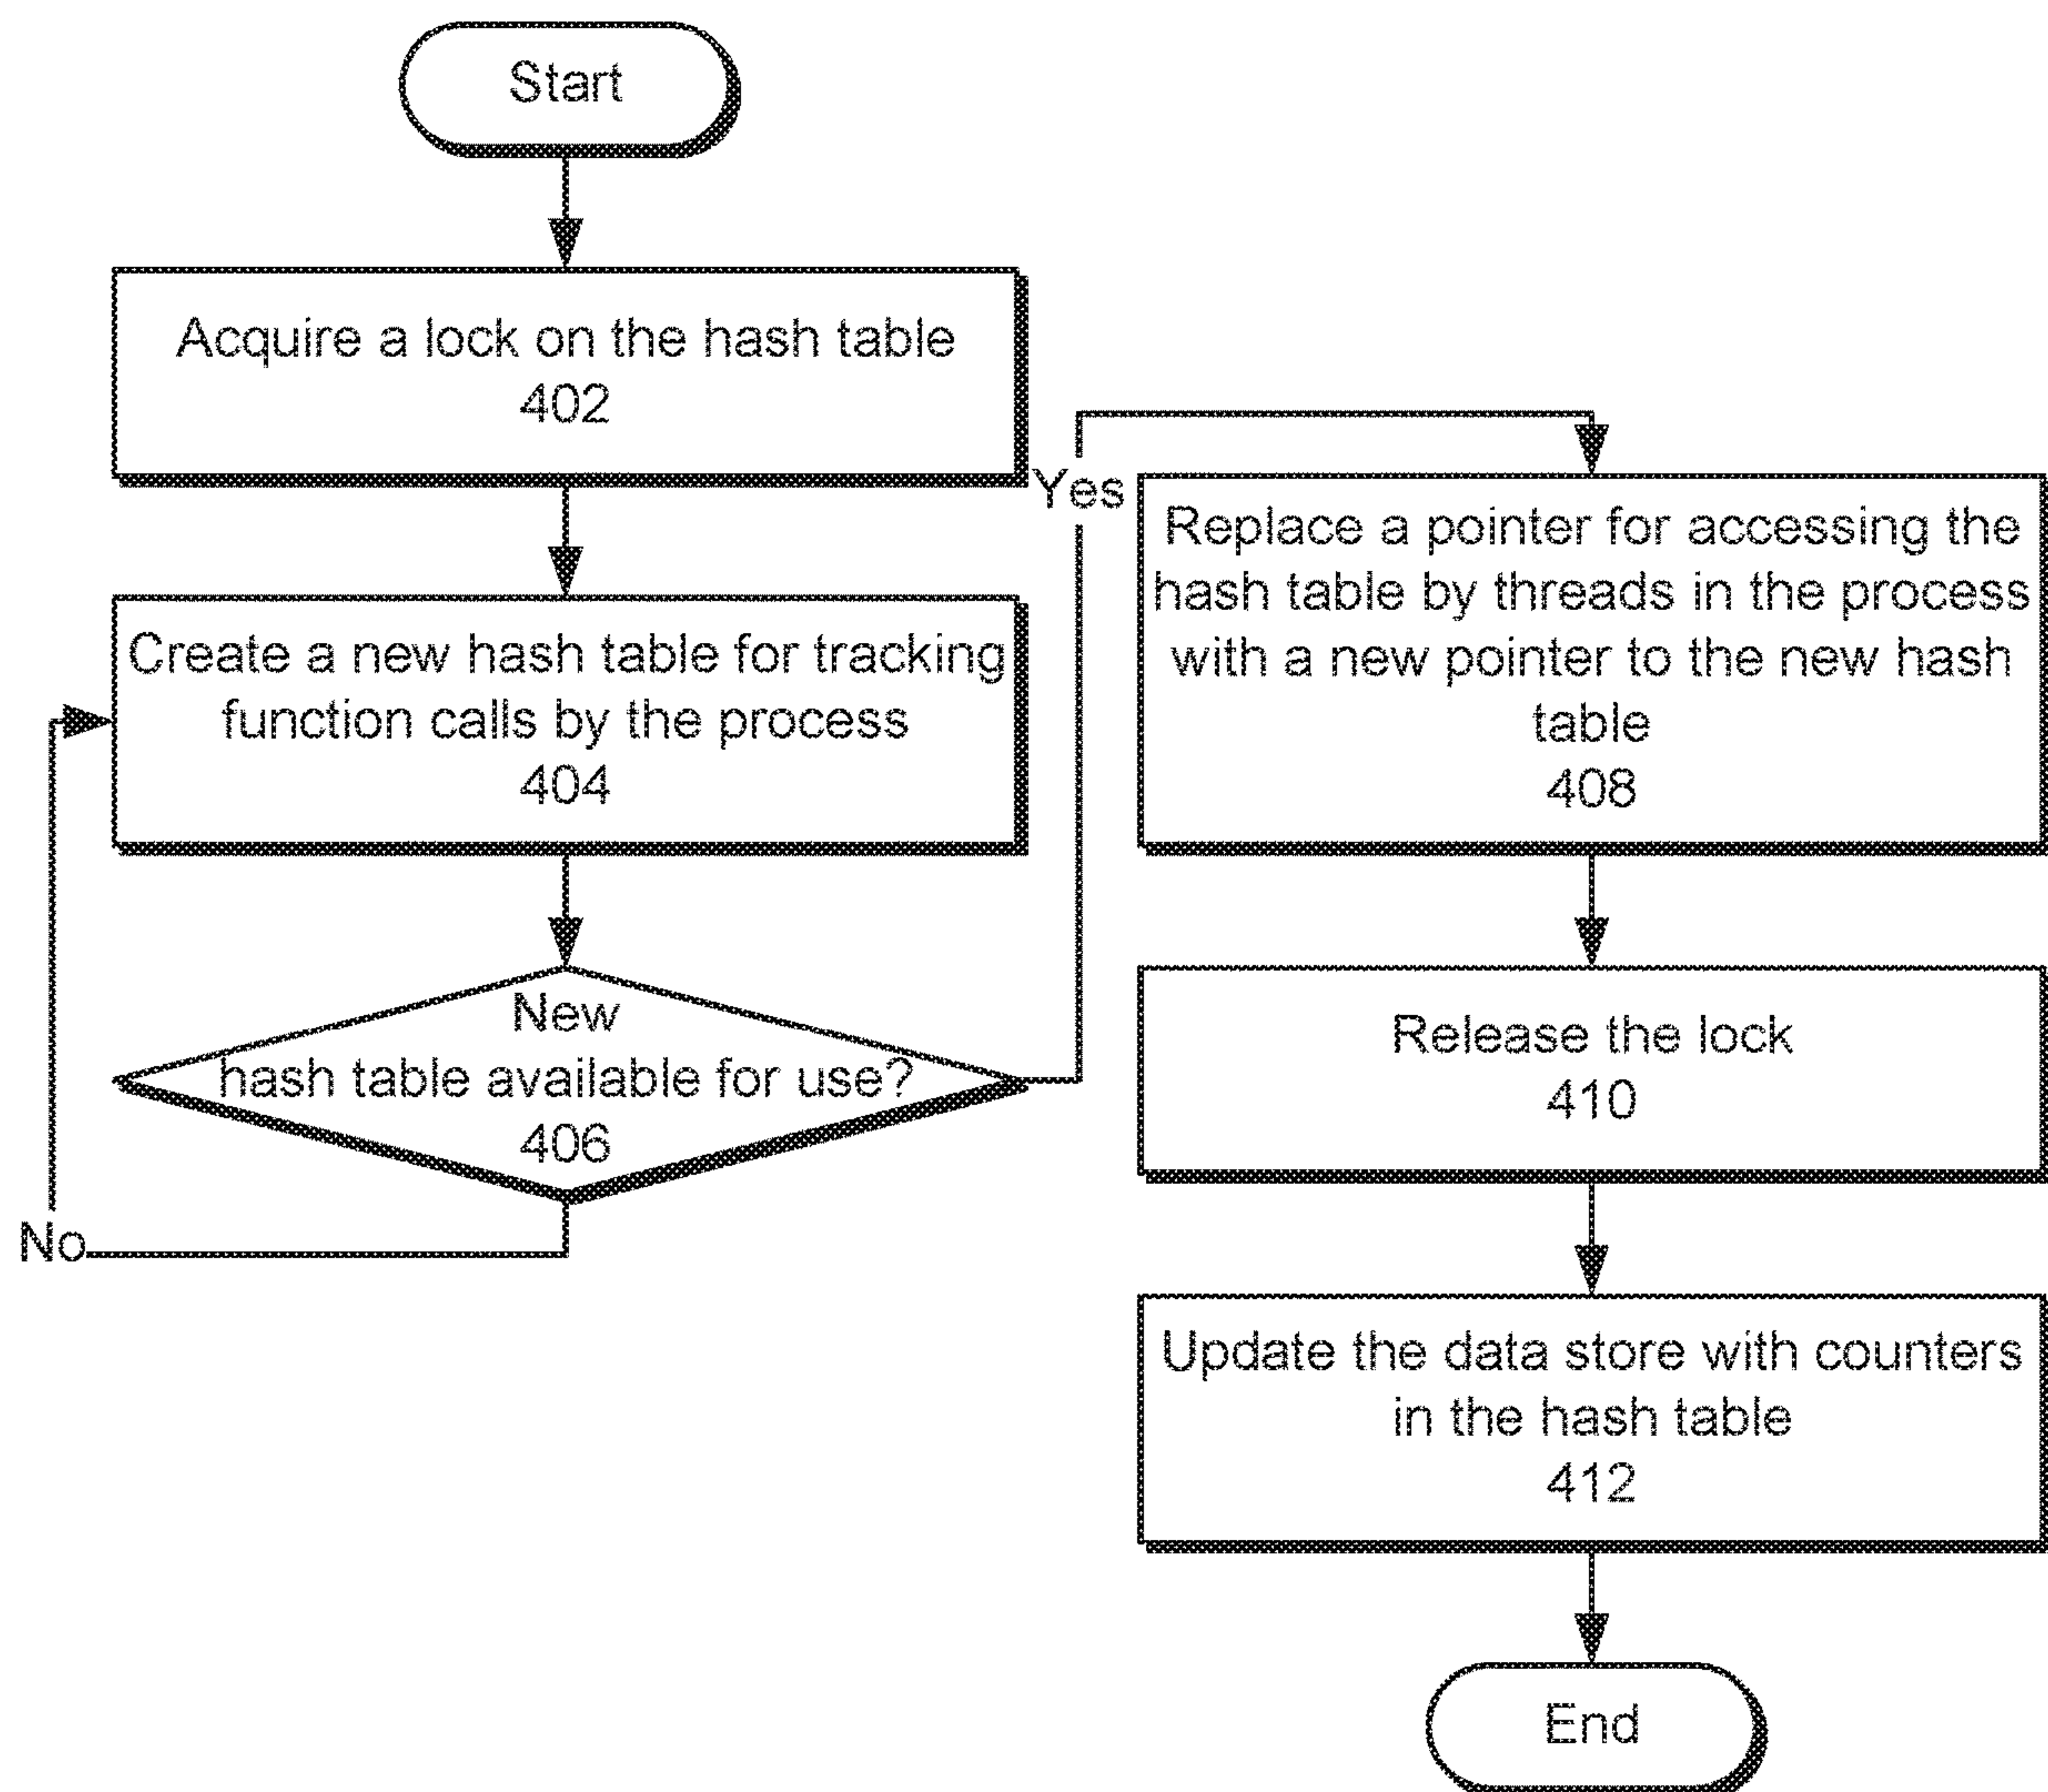 Start
Acquire a lock on the hash table
402
Create a new hash table for tracking
function calls by the process
404
New
hash table available for use?
406
No
Yes
Replace a pointer for accessing the
hash table by threads in the process
with a new pointer to the new hash
table
408
Release the lock
410
Update the data store with counters
in the hash table
412
End